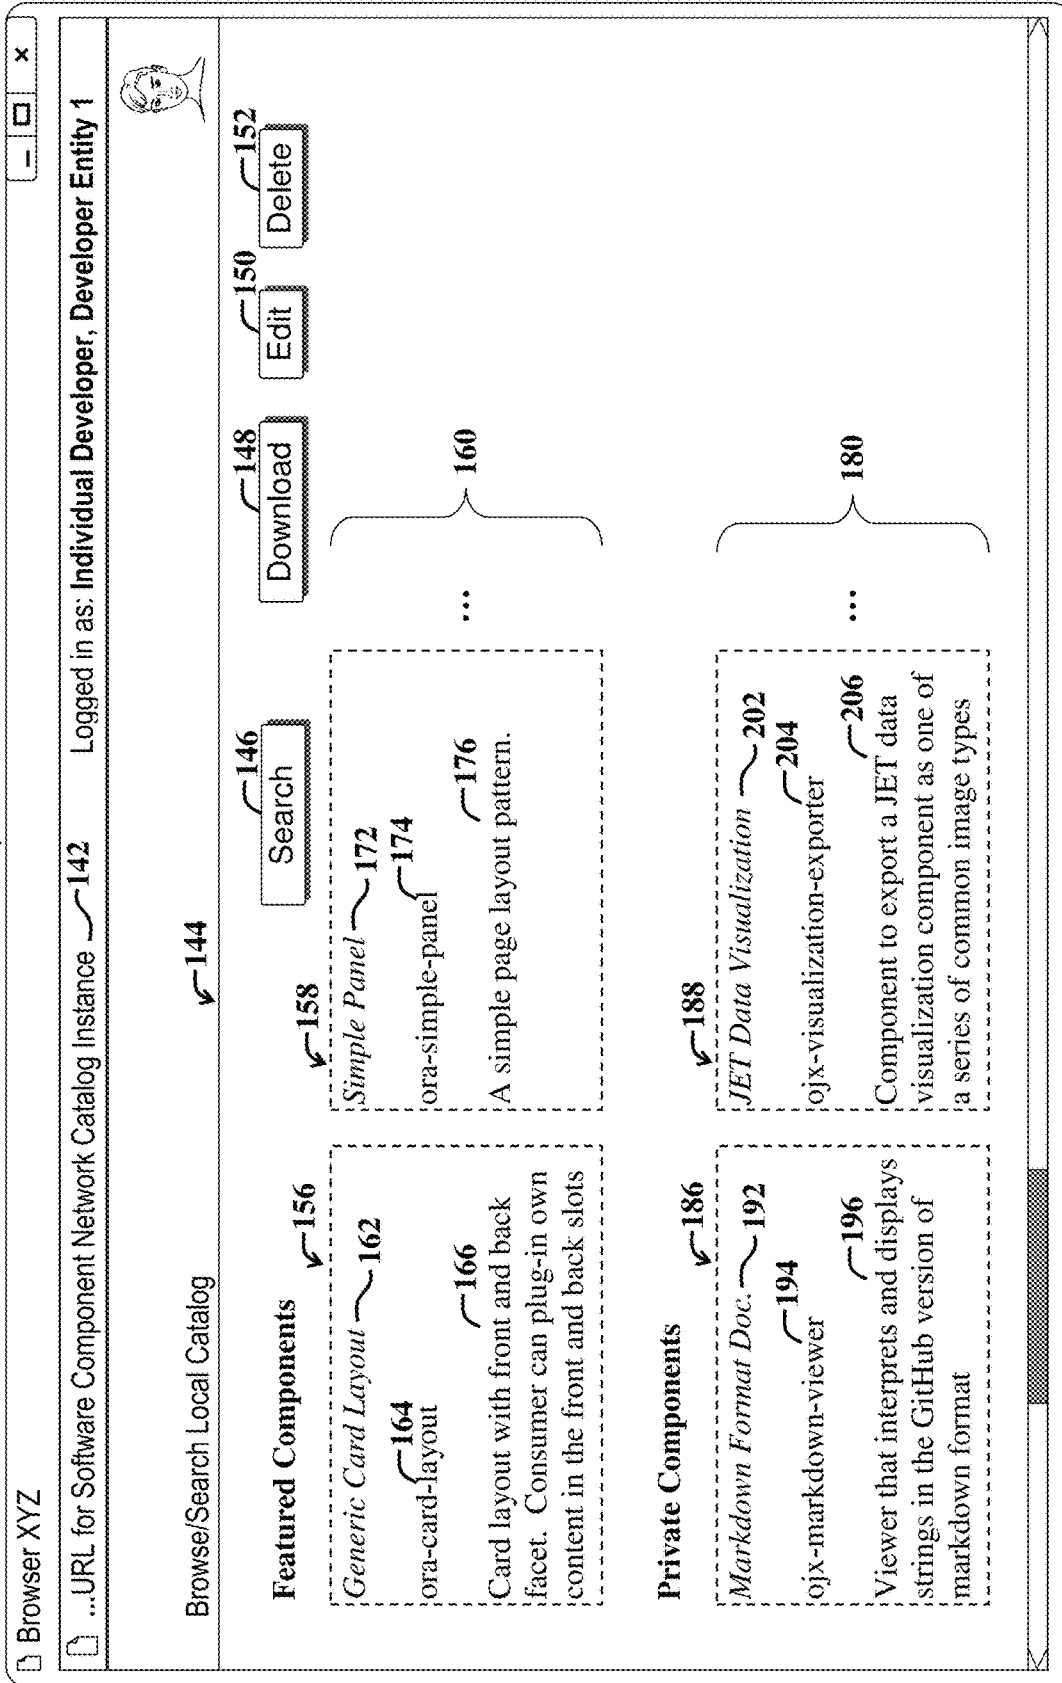 Browser XYZ
...URL for Software Component Network Catalog Instance 142 Logged in as: Individual Developer, Developer Entity 1
144
Browse/Search Local Catalog
146 148 150 152
Search Download Edit Delete
Featured Components 156 158
Generic Card Layout 162
164
ora-card-layout
166
Card layout with front and back
facet. Consumer can plug-in own
content in the front and back slots
Simple Panel 172
174
ora-simple-panel
176
A simple page layout pattern.
... 160
Private Components 186 188
Markdown Format Doc. 192
194
ojx-markdown-viewer
196
Viewer that interprets and displays
strings in the GitHub version of
markdown format
JET Data Visualization 202
204
ojx-visualization-exporter
206
Component to export a JET data
visualization component as one of
a series of common image types
... 180